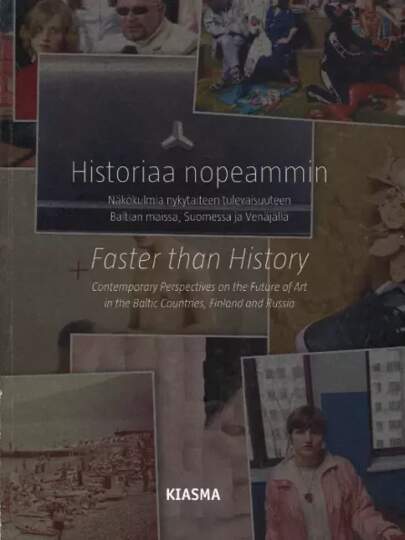 Historiaa nopeammin
Näkökulmia nykytaiteen tulevaisuuteen
Baltian maissa, Suomessa ja Venäjällä
Faster than History
Contemporary Perspectives on the Future of Art
in the Baltic Countries, Finland and Russia
KIASMA